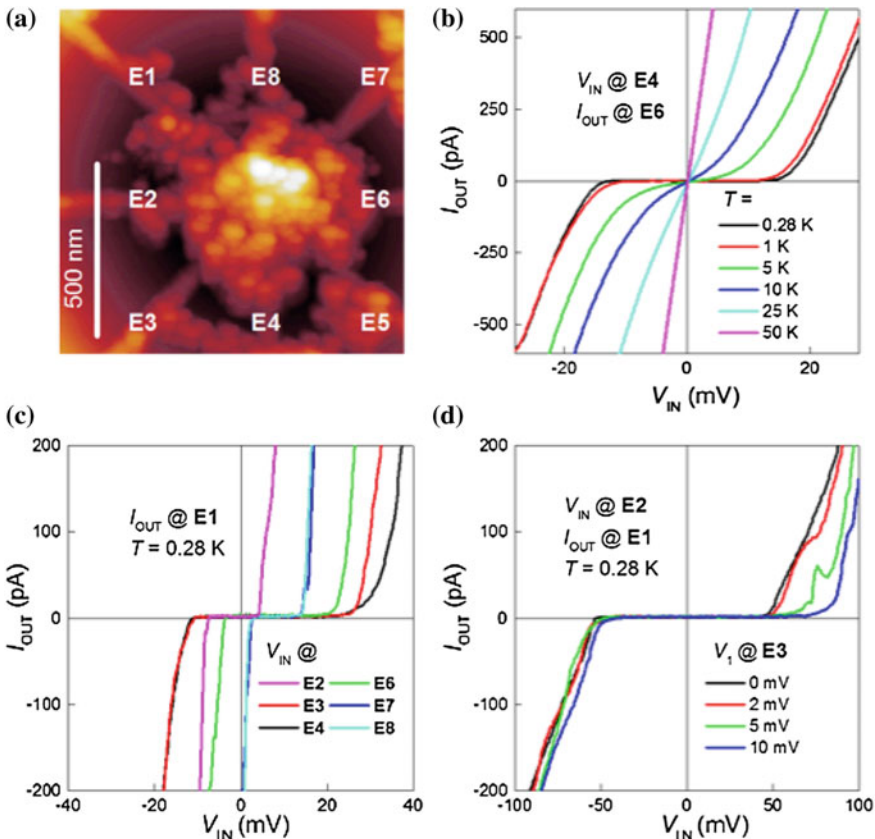 (a)
E1 E8 E7
E2 E6
E3 E4 E5
500 nm
(b)
500
250
0
-250
-500
I_OUT (pA)
V_IN @ E4
I_OUT @ E6
T =
0.28 K
1 K
5 K
10 K
25 K
50 K
-20 0 20
V_IN (mV)
(c)
200
100
0
-100
-200
I_OUT (pA)
I_OUT @ E1
T = 0.28 K
V_IN @
E2 E6
E3 E7
E4 E8
-40 -20 0 20 40
V_IN (mV)
(d)
200
100
0
-100
-200
I_OUT (pA)
V_IN @ E2
I_OUT @ E1
T = 0.28 K
V_1 @ E3
0 mV
2 mV
5 mV
10 mV
-100 -50 0 50 100
V_IN (mV)